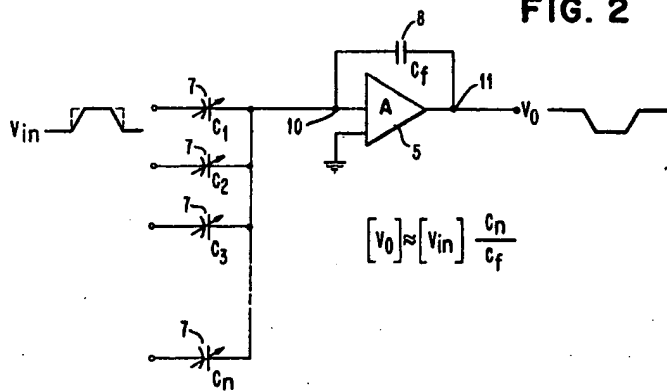 FIG. 2
8
Cf
7
Vin
C1
10
A
11
V0
5
7
C2
7
C3
[V0]≈[Vin] Cn/Cf
7
Cn